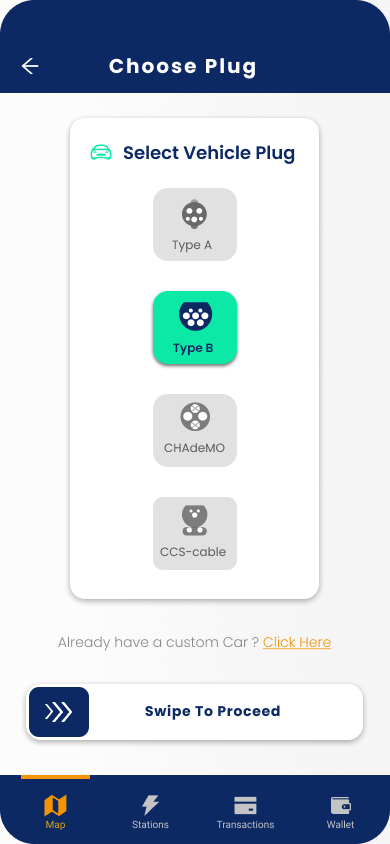 Choose Plug
Select Vehicle Plug
Type A
Type B
CHAdeMO
CCS-cable
Already have a custom Car ? Click Here
Swipe To Proceed
Map
Stations
Transactions
Wallet